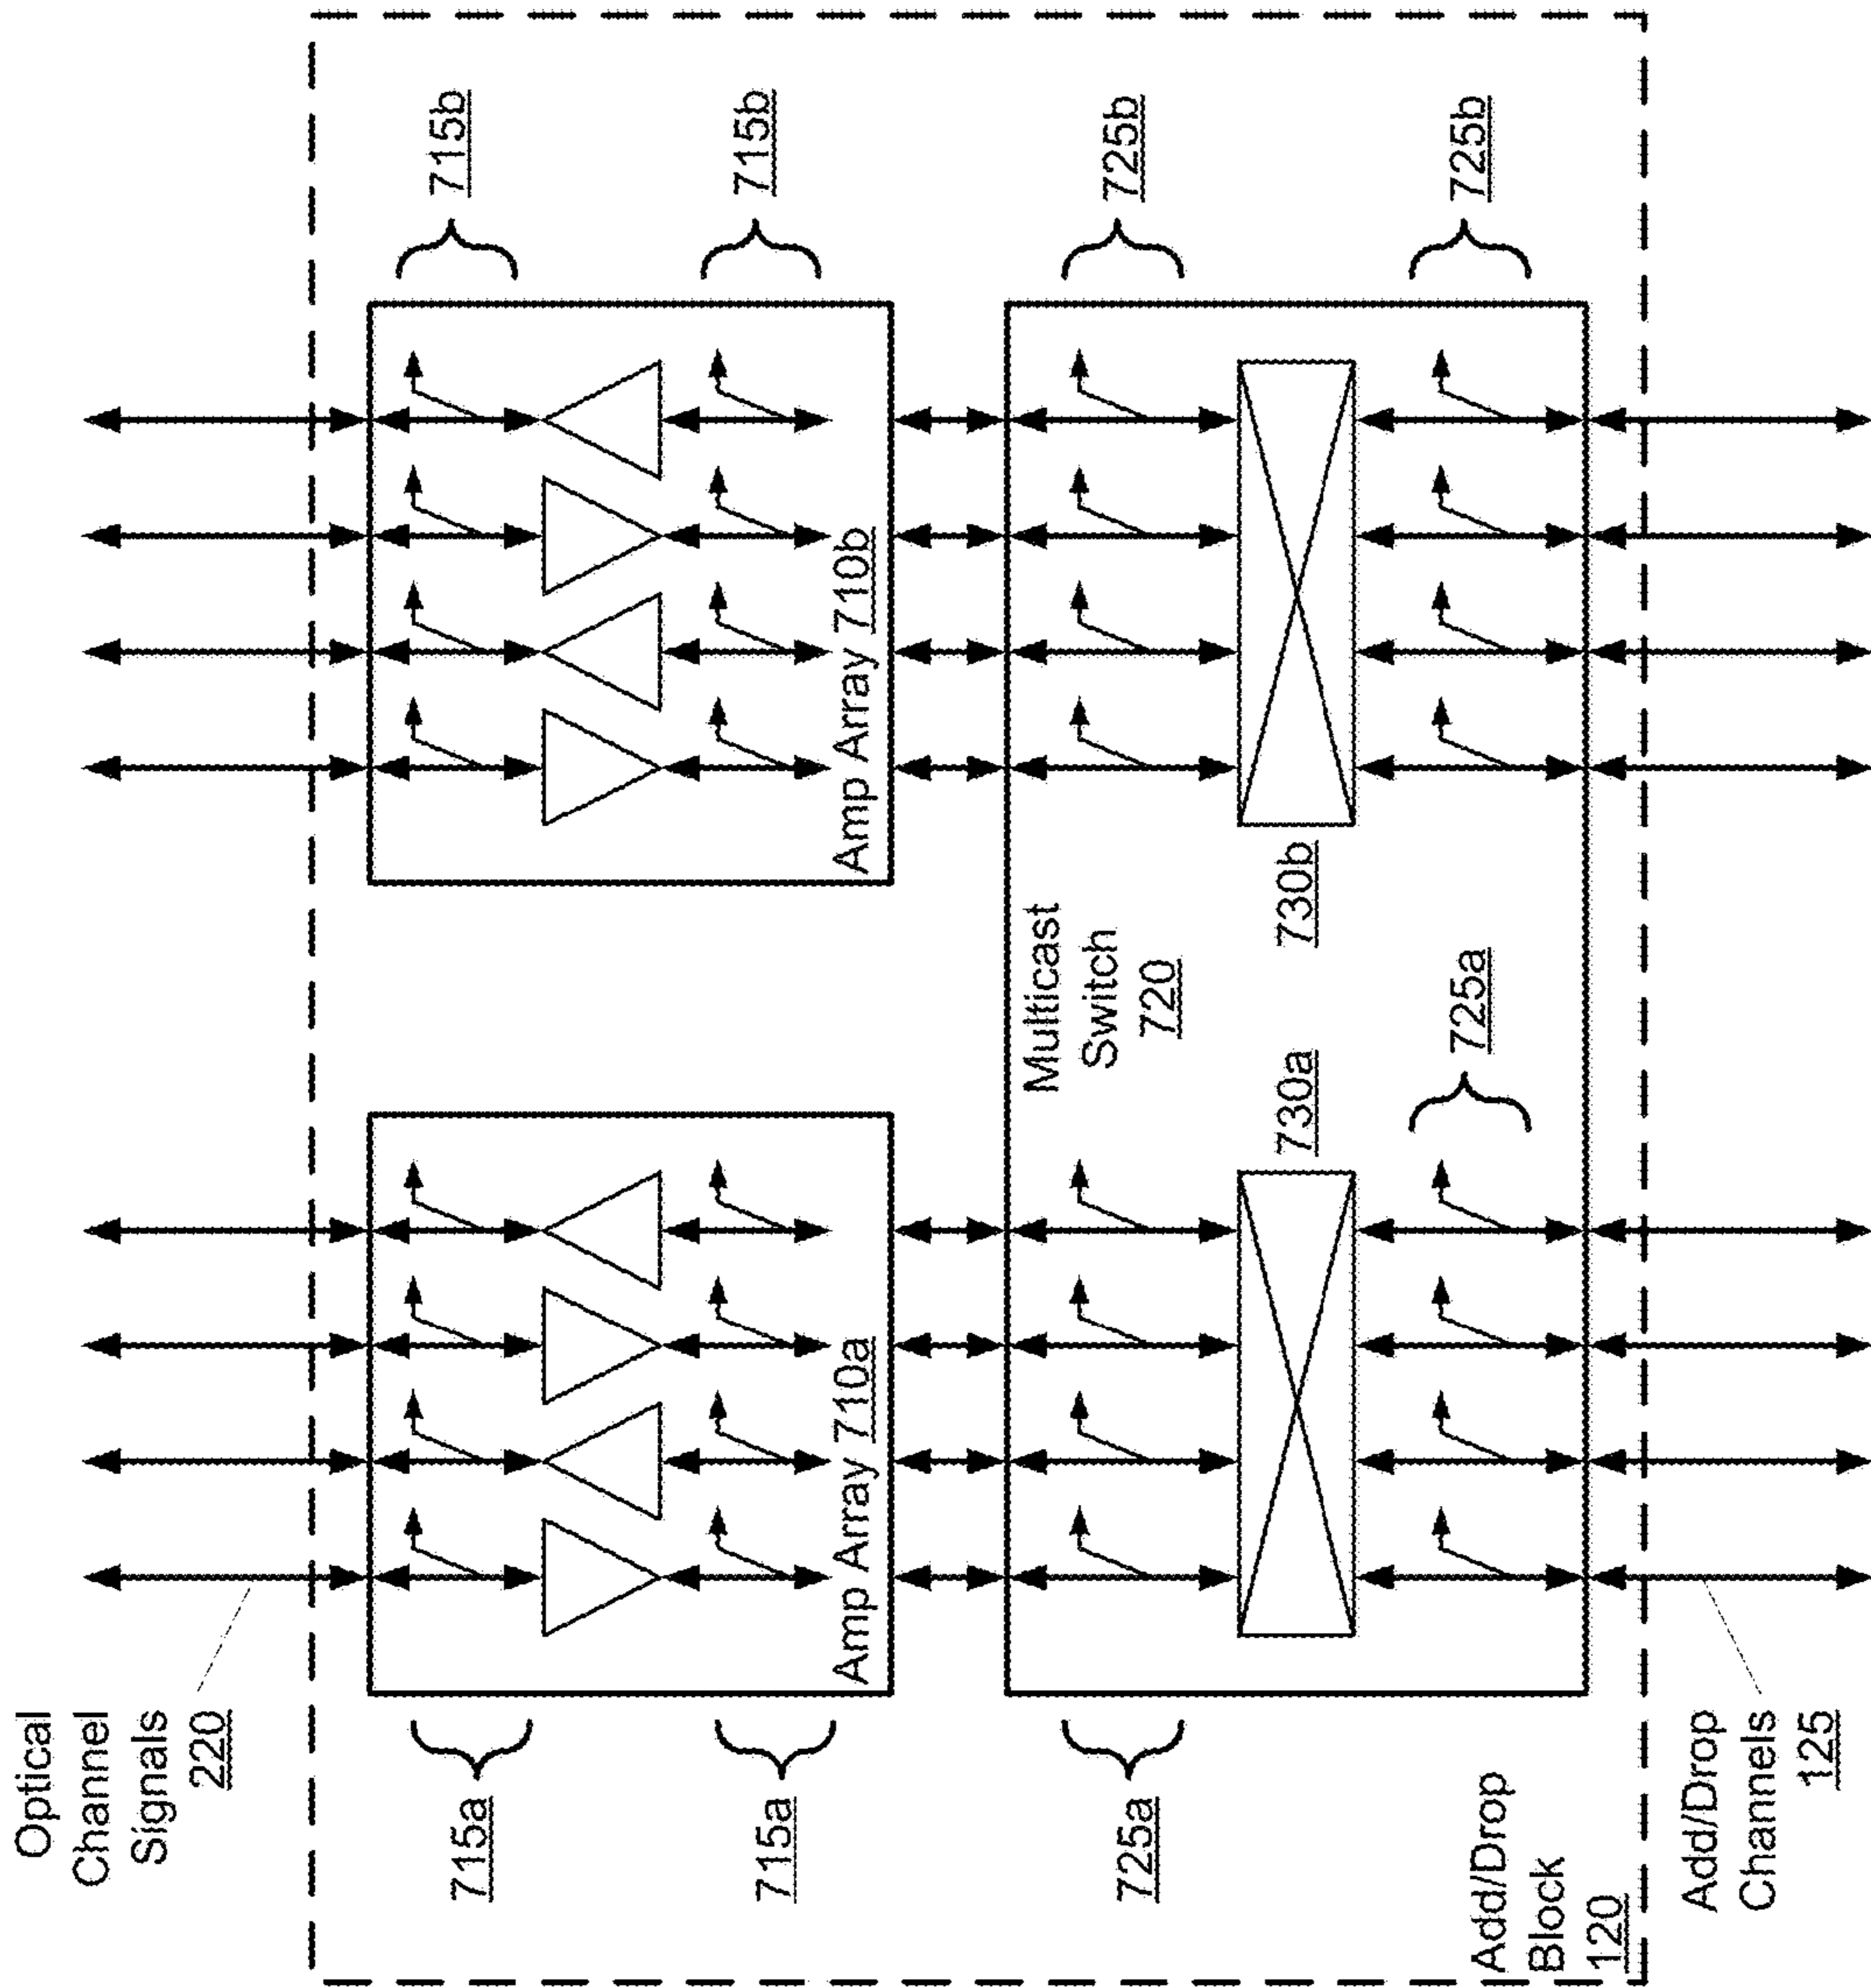 Optical
Channel
Signals
220
715a
715b
715a
715b
Amp Array 710a
Amp Array 710b
Multicast
Switch
720
725a
725b
730a
730b
725a
725b
Add/Drop
Block
120
Add/Drop
Channels
125